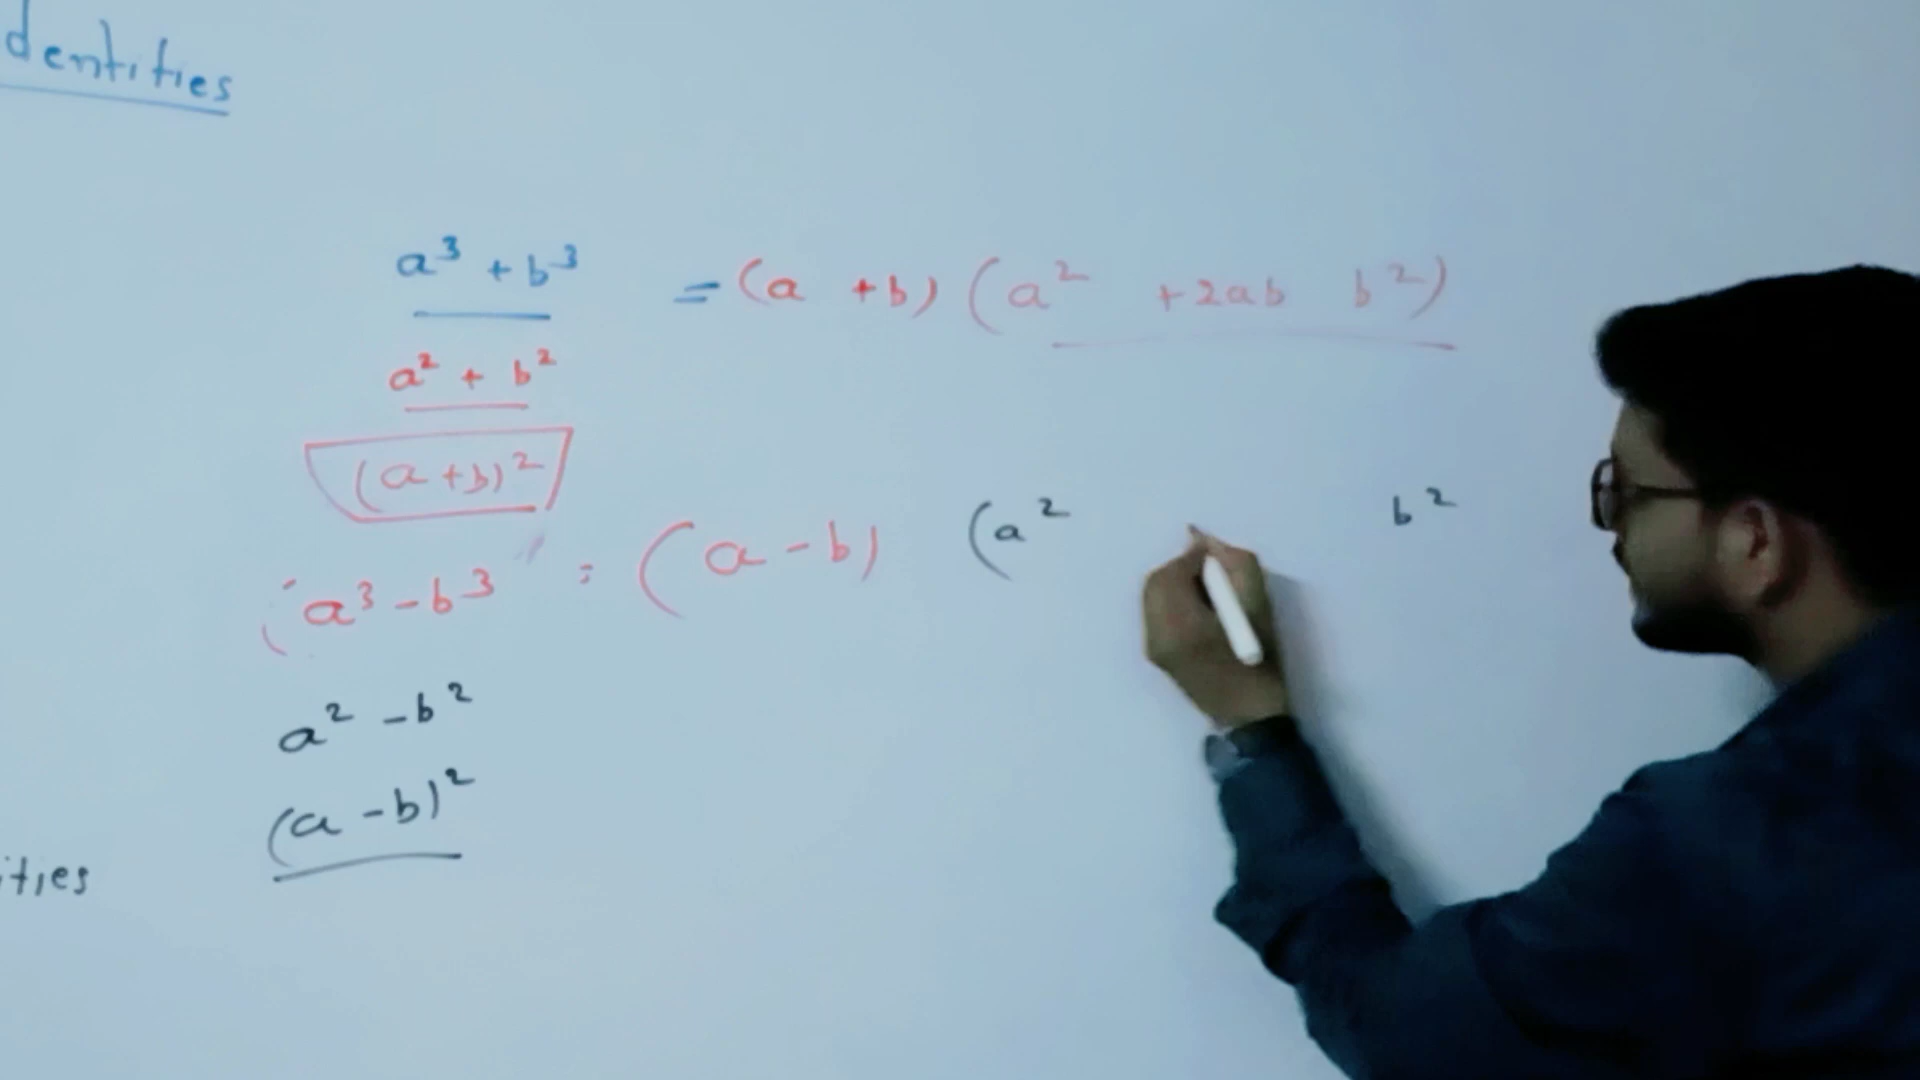 dentities
a³ + b³ = (a + b) (a² + 2ab b²)
a² + b²
(a + b)²
(a³ - b³ = (a - b) (a² b²
a² - b²
(a - b)²
ities